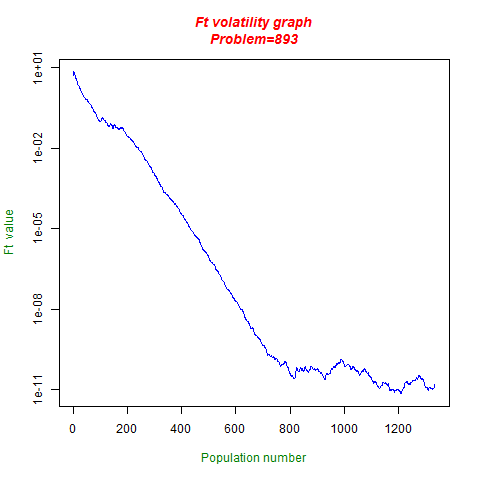 Ft volatility graph
Problem=893
1e+01
1e-02
1e-05
1e-08
1e-11
Ft value
0
200
400
600
800
1000
1200
Population number